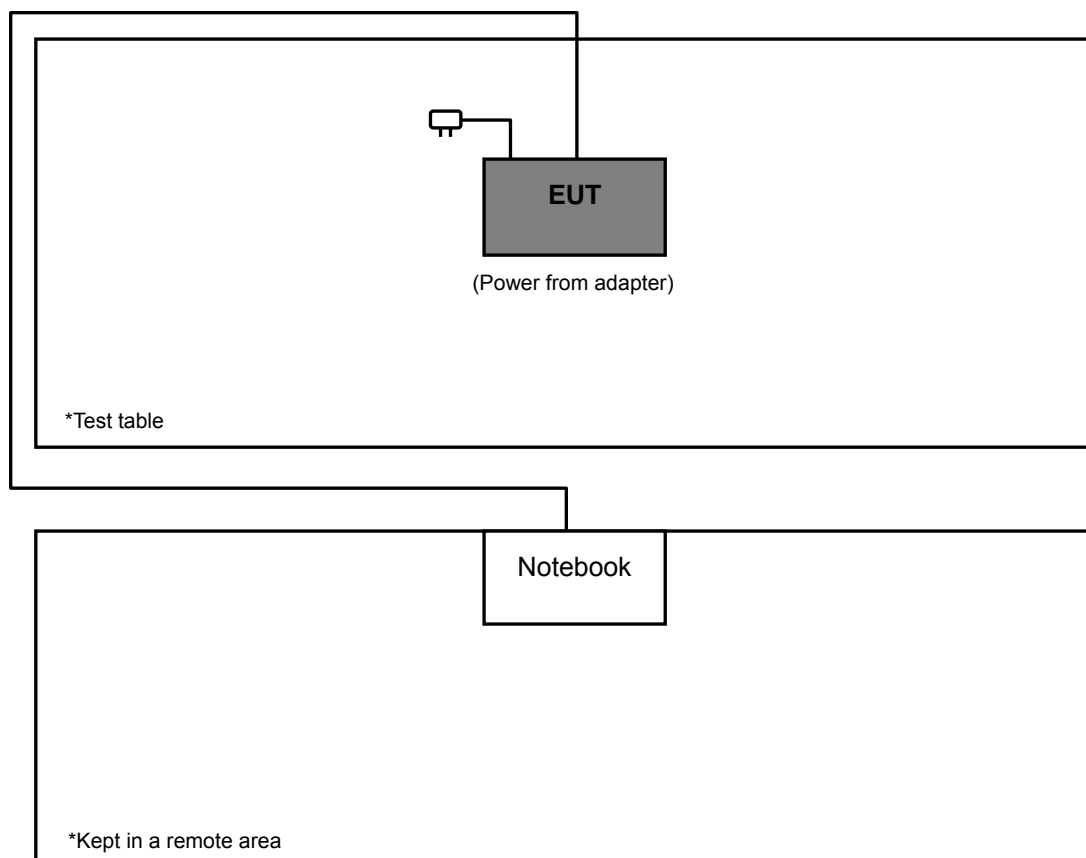 EUT
(Power from adapter)
*Test table
Notebook
*Kept in a remote area